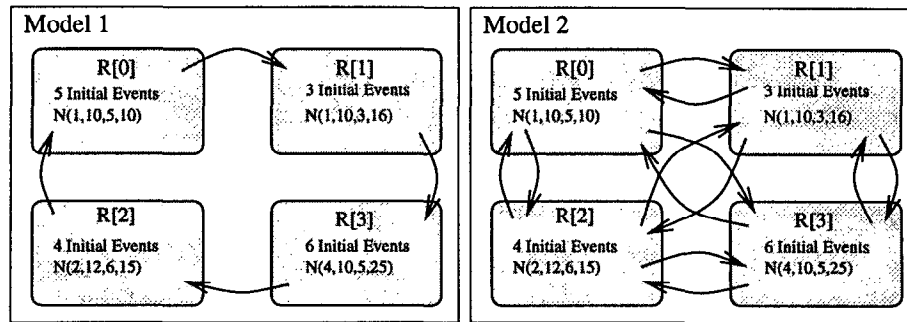 Model 1
R[0]
5 Initial Events
N(1,10,5,10)
R[1]
3 Initial Events
N(1,10,3,16)
R[2]
4 Initial Events
N(2,12,6,15)
R[3]
6 Initial Events
N(4,10,5,25)
Model 2
R[0]
5 Initial Events
N(1,10,5,10)
R[1]
3 Initial Events
N(1,10,3,16)
R[2]
4 Initial Events
N(2,12,6,15)
R[3]
6 Initial Events
N(4,10,5,25)